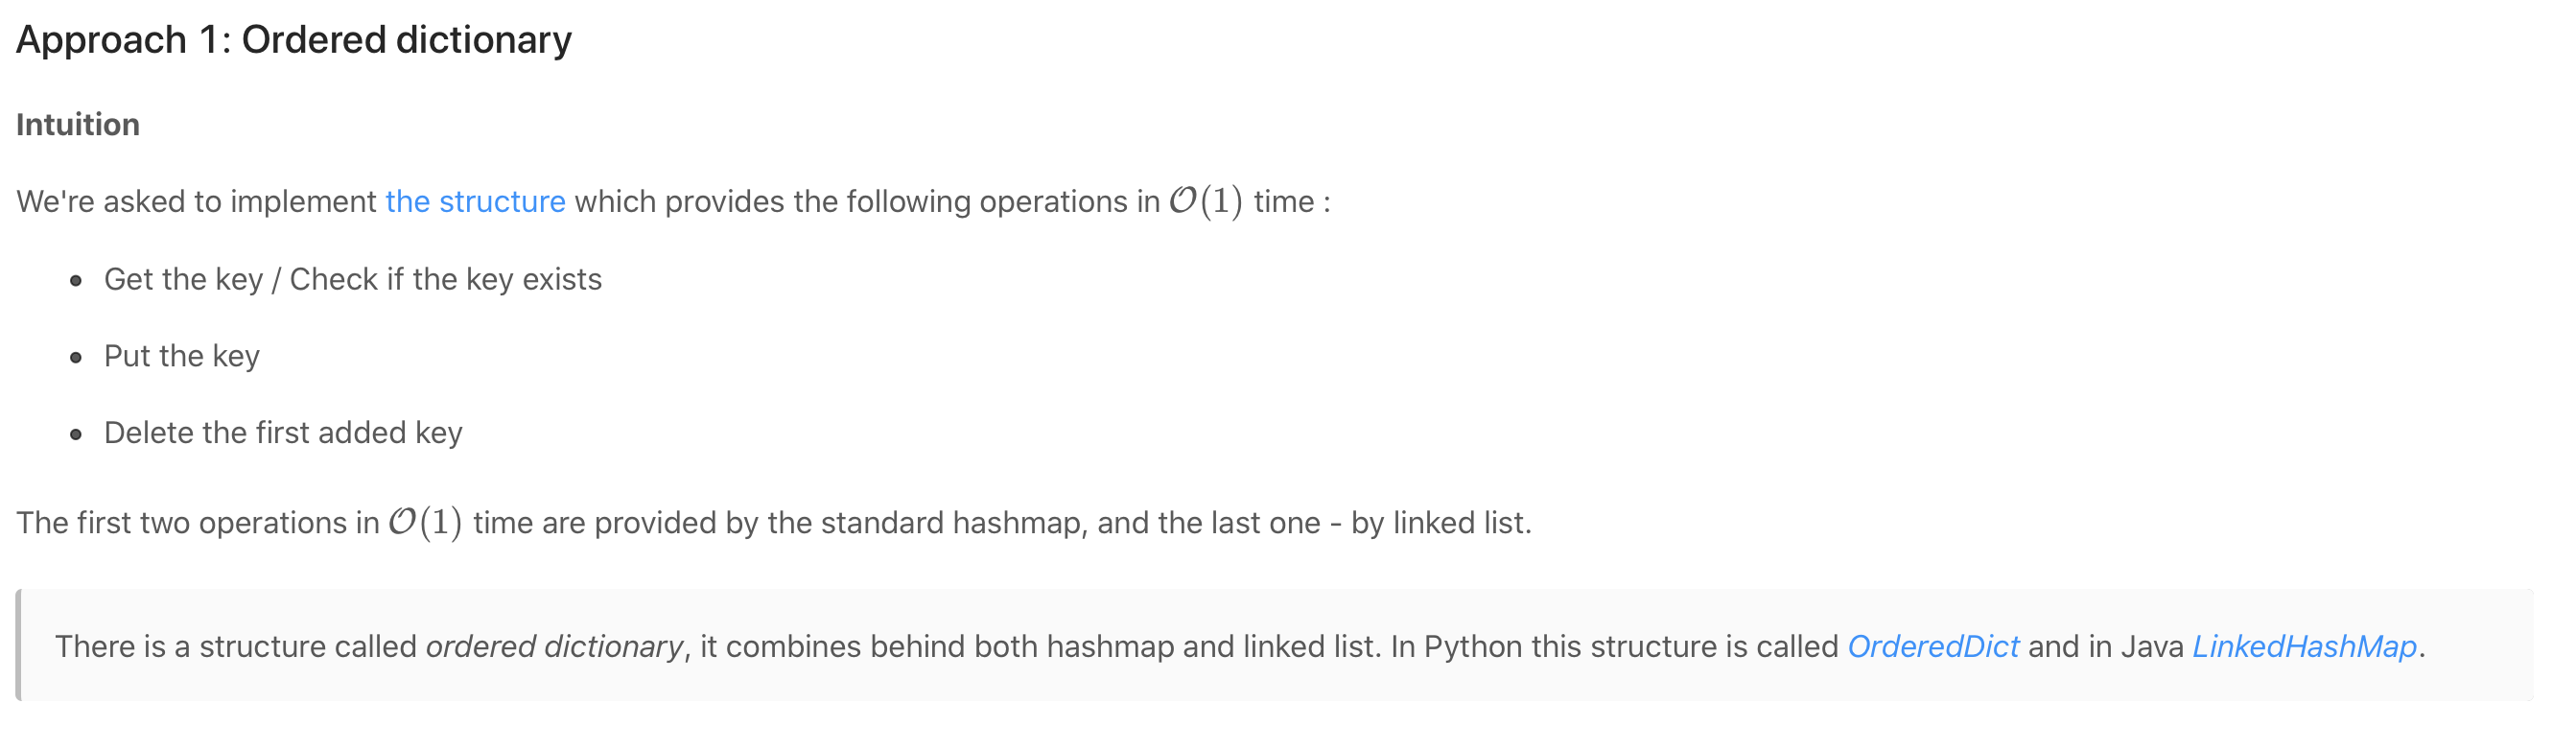 Approach 1: Ordered dictionary
Intuition
We're asked to implement the structure which provides the following operations in O(1) time :
Get the key / Check if the key exists
Put the key
Delete the first added key
The first two operations in O(1) time are provided by the standard hashmap, and the last one - by linked list.
There is a structure called ordered dictionary, it combines behind both hashmap and linked list. In Python this structure is called OrderedDict and in Java LinkedHashMap.